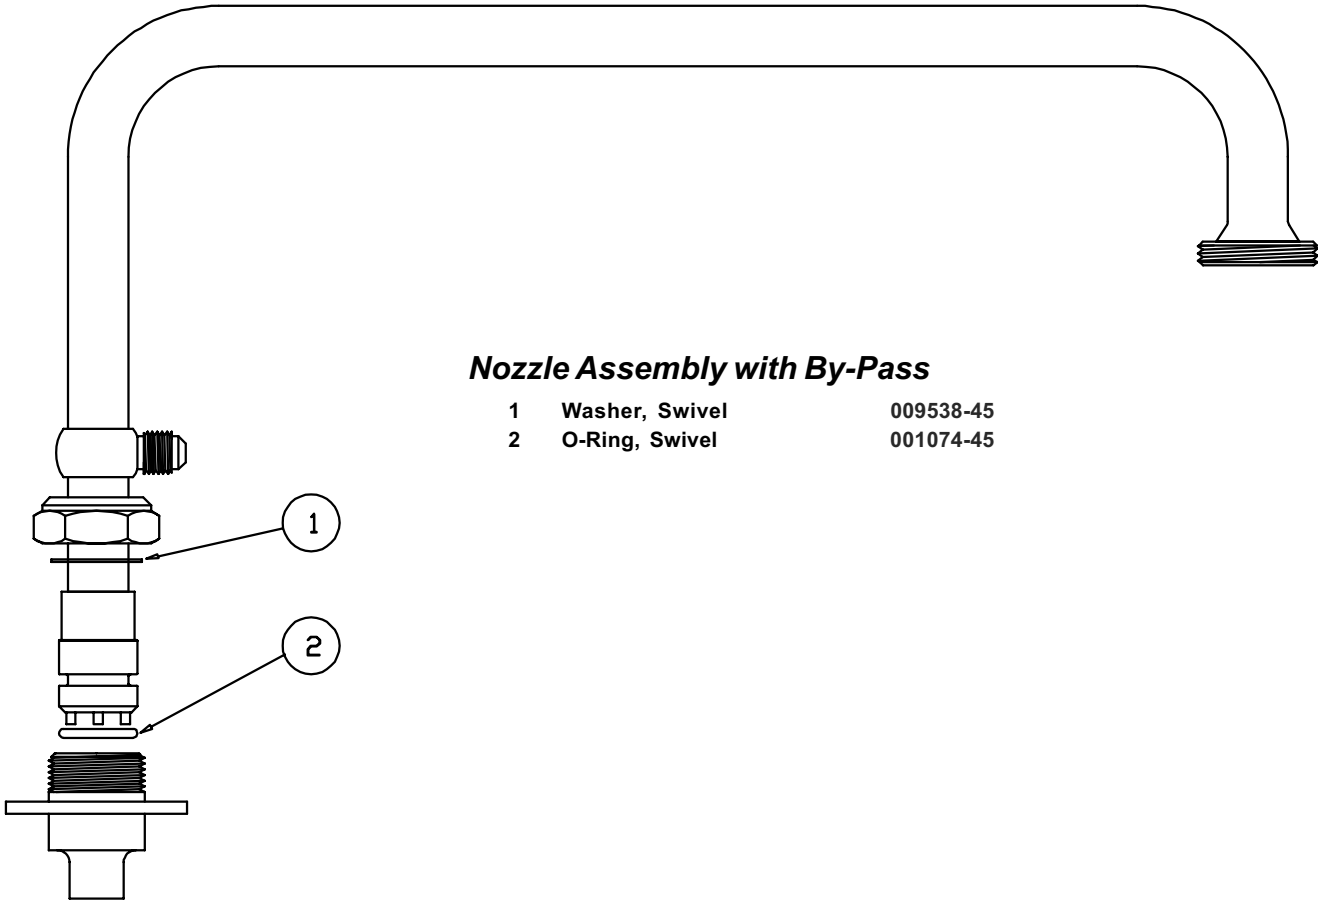 Nozzle Assembly with By-Pass
1 Washer, Swivel 009538-45
2 O-Ring, Swivel 001074-45
1
2